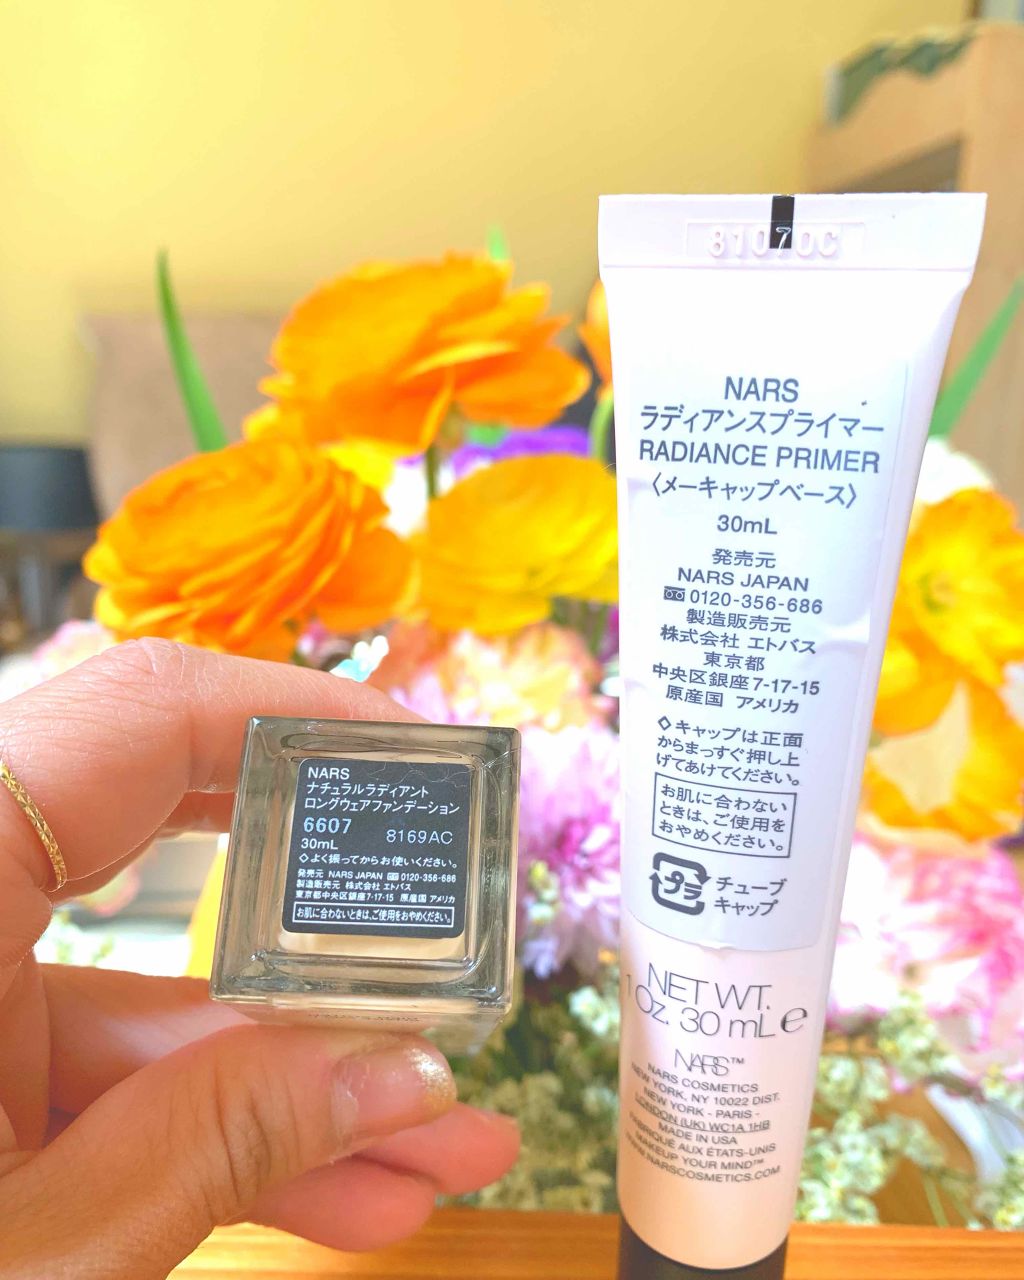 NARS
ナチュラルラディアント
ロングウェアファンデーション
6607 8169AC
30mL
◇よく振ってからお使いください。
発売元 NARS JAPAN 0120-356-686
製造販売元 株式会社 エトバス
東京都中央区銀座7-17-15 原産国 アメリカ
お肌に合わないときは、ご使用をおやめください。
81070C
NARS
ラディアンスプライマー
RADIANCE PRIMER
〈メーキャップベース〉
30mL
発売元
NARS JAPAN
0120-356-686
製造販売元
株式会社 エトバス
東京都
中央区銀座7-17-15
原産国 アメリカ
◇キャップは正面
からまっすぐ押し上
げてあけてください。
お肌に合わない
ときは、ご使用を
おやめください。
プラ チューブ
キャップ
NET WT.
1 OZ. 30 mL e
NARS™
NARS COSMETICS
NEW YORK, NY 10022 DIST.
NEW YORK - PARIS -
LONDON (UK) WC1A 1HB
MADE IN USA
FABRIQUÉ AUX ÉTATS-UNIS
MAKEUP YOUR MIND™
WWW.NARSCOSMETICS.COM